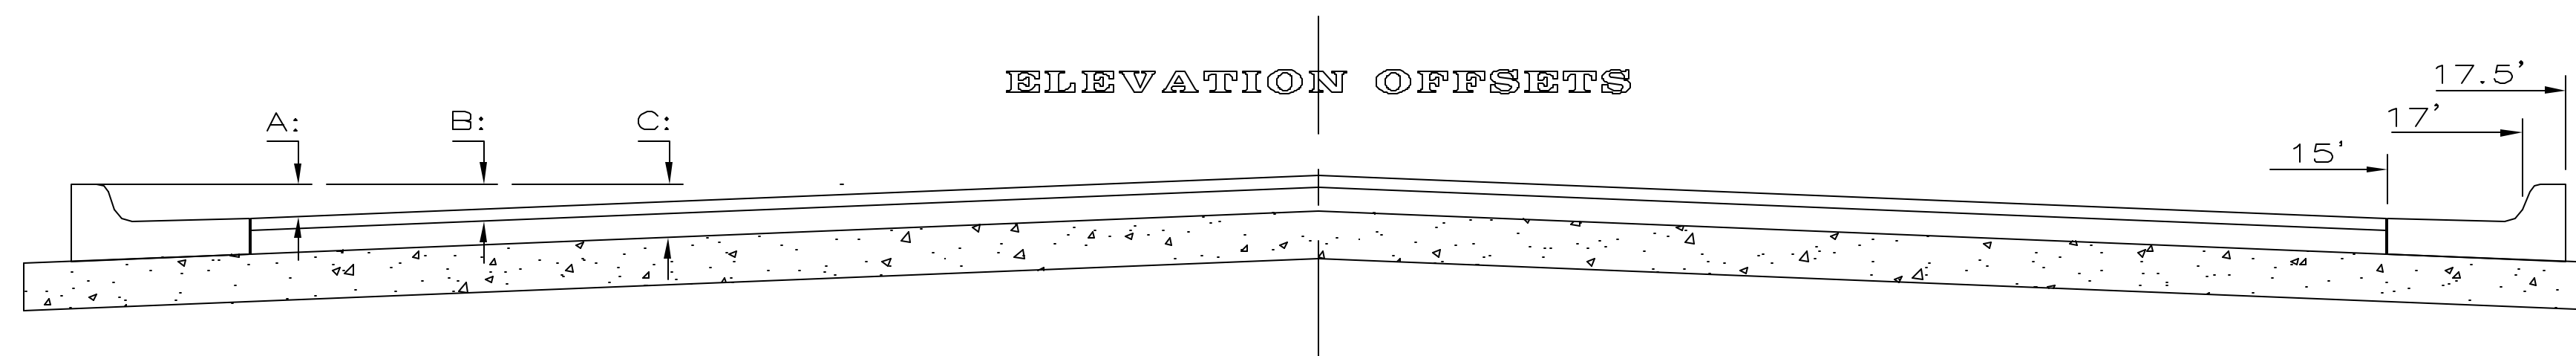 ELEVATION OFFSETS
17.5'
17'
A:
B:
C:
15'